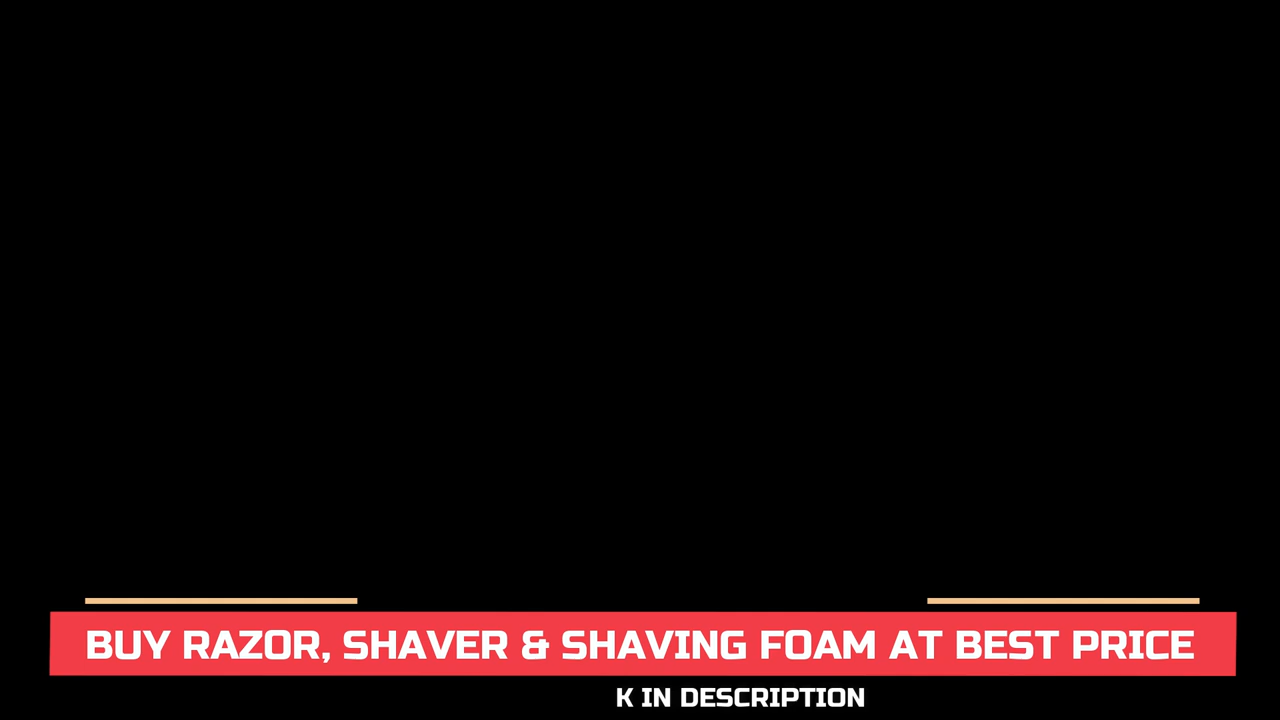 BUY RAZOR, SHAVER & SHAVING FOAM AT BEST PRICE
K IN DESCRIPTION